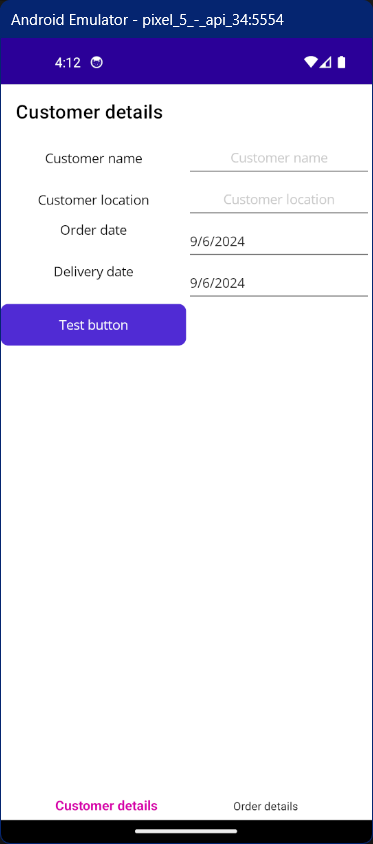 Android Emulator - pixel_5_-_api_34:5554
4:12
Customer details
Customer name Customer name
Customer location Customer location
Order date
9/6/2024
Delivery date
9/6/2024
Test button
Customer details Order details